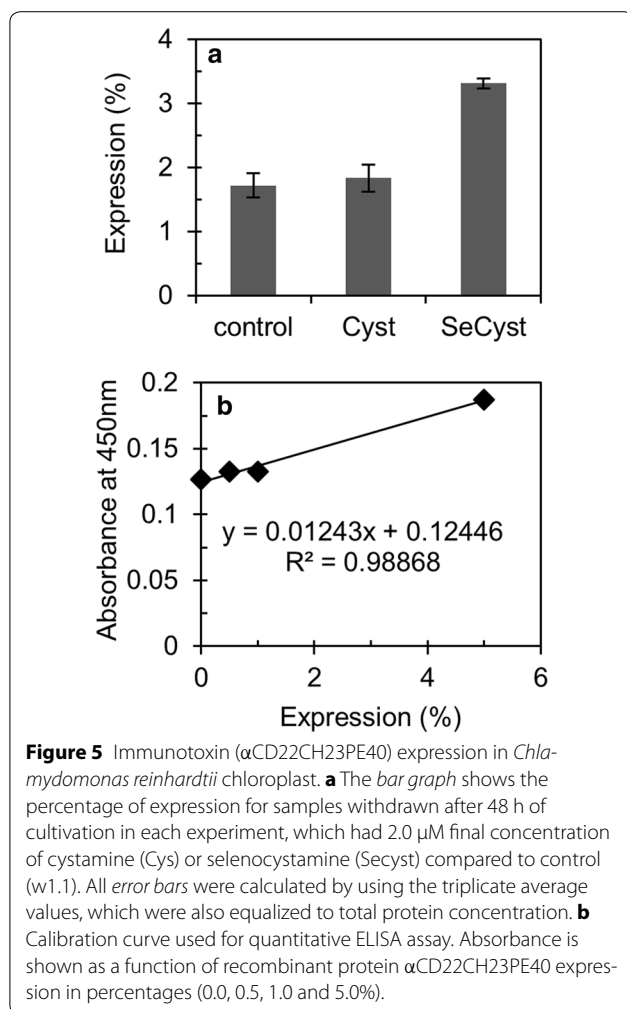 a
4
3
2
1
0
Expression (%)
control Cyst SeCyst
b
0.2
0.15
0.1
0.05
0
Absorbance at 450nm
y = 0.01243x + 0.12446
R² = 0.98868
0 2 4 6
Expression (%)
Figure 5 Immunotoxin (αCD22CH23PE40) expression in Chla-
mydomonas reinhardtii chloroplast. a The bar graph shows the
percentage of expression for samples withdrawn after 48 h of
cultivation in each experiment, which had 2.0 µM final concentration
of cystamine (Cys) or selenocystamine (Secyst) compared to control
(w1.1). All error bars were calculated by using the triplicate average
values, which were also equalized to total protein concentration. b
Calibration curve used for quantitative ELISA assay. Absorbance is
shown as a function of recombinant protein αCD22CH23PE40 expres-
sion in percentages (0.0, 0.5, 1.0 and 5.0%).